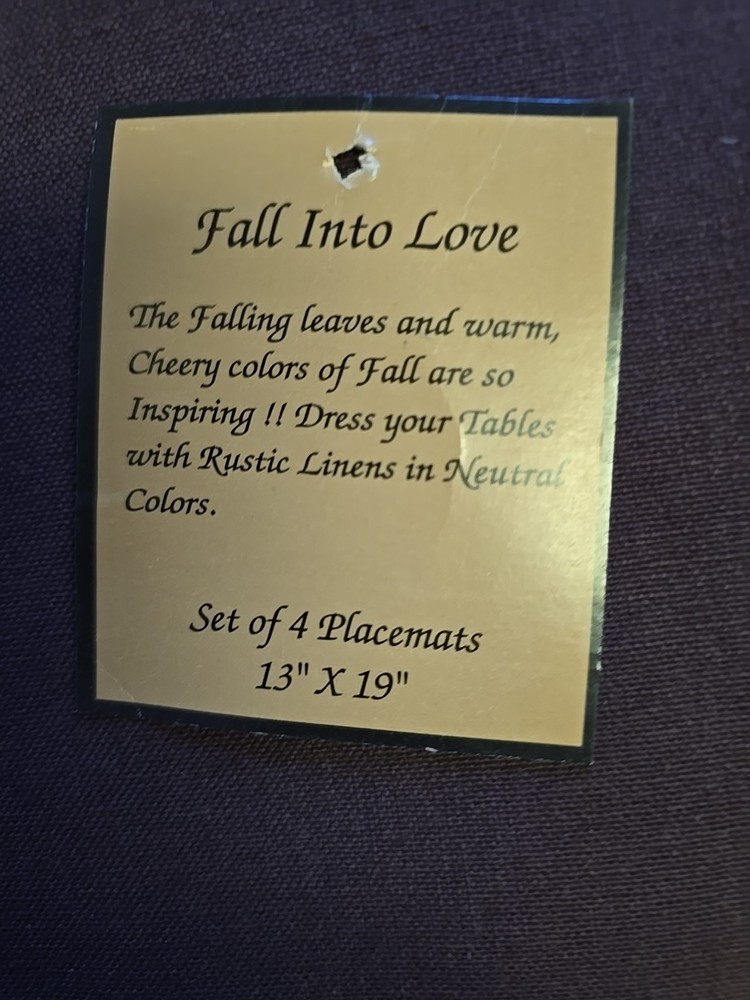 Fall Into Love
The Falling leaves and warm,
Cheery colors of Fall are so
Inspiring !! Dress your Tables
with Rustic Linens in Neutral
Colors.
Set of 4 Placemats
13" X 19"